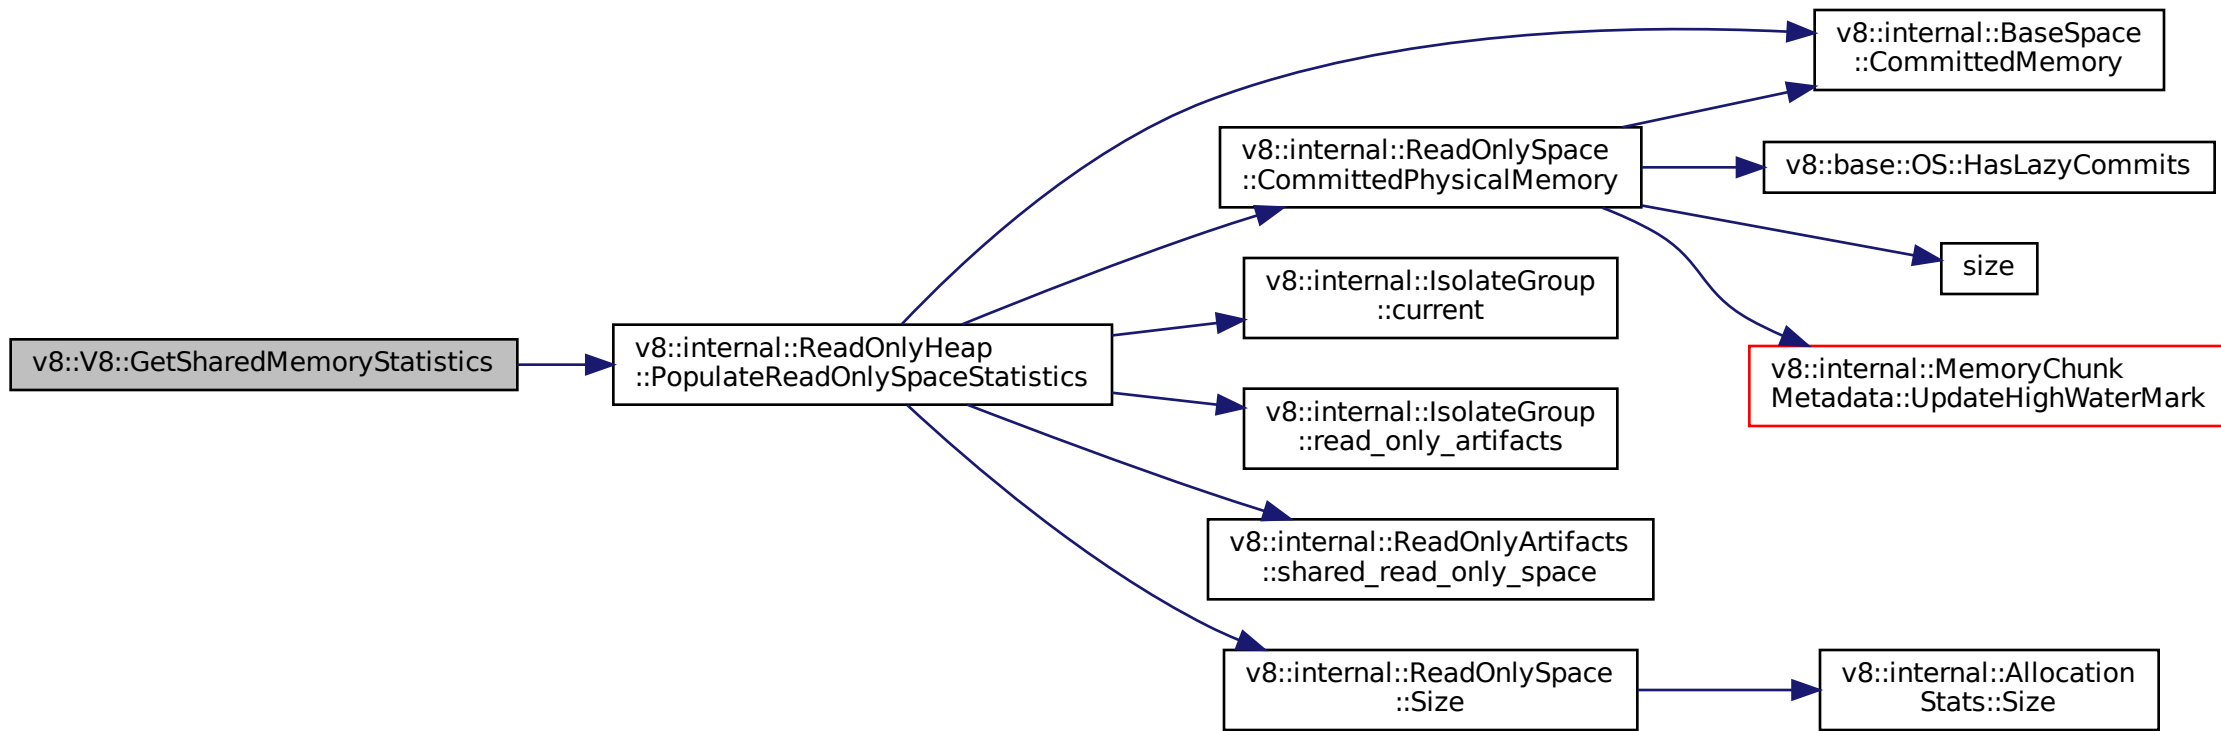 v8::V8::GetSharedMemoryStatistics
v8::internal::ReadOnlyHeap
::PopulateReadOnlySpaceStatistics
v8::internal::BaseSpace
::CommittedMemory
v8::internal::ReadOnlySpace
::CommittedPhysicalMemory
v8::base::OS::HasLazyCommits
size
v8::internal::MemoryChunk
Metadata::UpdateHighWaterMark
v8::internal::IsolateGroup
::current
v8::internal::IsolateGroup
::read_only_artifacts
v8::internal::ReadOnlyArtifacts
::shared_read_only_space
v8::internal::ReadOnlySpace
::Size
v8::internal::Allocation
Stats::Size